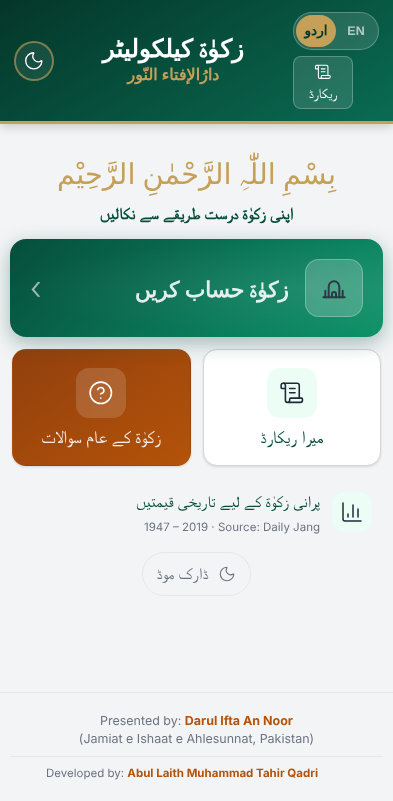 زکوٰۃ کیلکولیٹر
دارُالإفتاء النّور
اردو
EN
ریکارڈ
بِسْمِ اللّٰہِ الرَّحْمٰنِ الرَّحِیْمِ
اپنی زکوٰۃ درست طریقے سے نکالیں
زکوٰۃ حساب کریں
میرا ریکارڈ
زکوٰۃ کے عام سوالات
پرانی زکوٰۃ کے لیے تاریخی قیمتیں
1947 – 2019 · Source: Daily Jang
ڈارک موڈ
Presented by: Darul Ifta An Noor
(Jamiat e Ishaat e Ahlesunnat, Pakistan)
Developed by: Abul Laith Muhammad Tahir Qadri